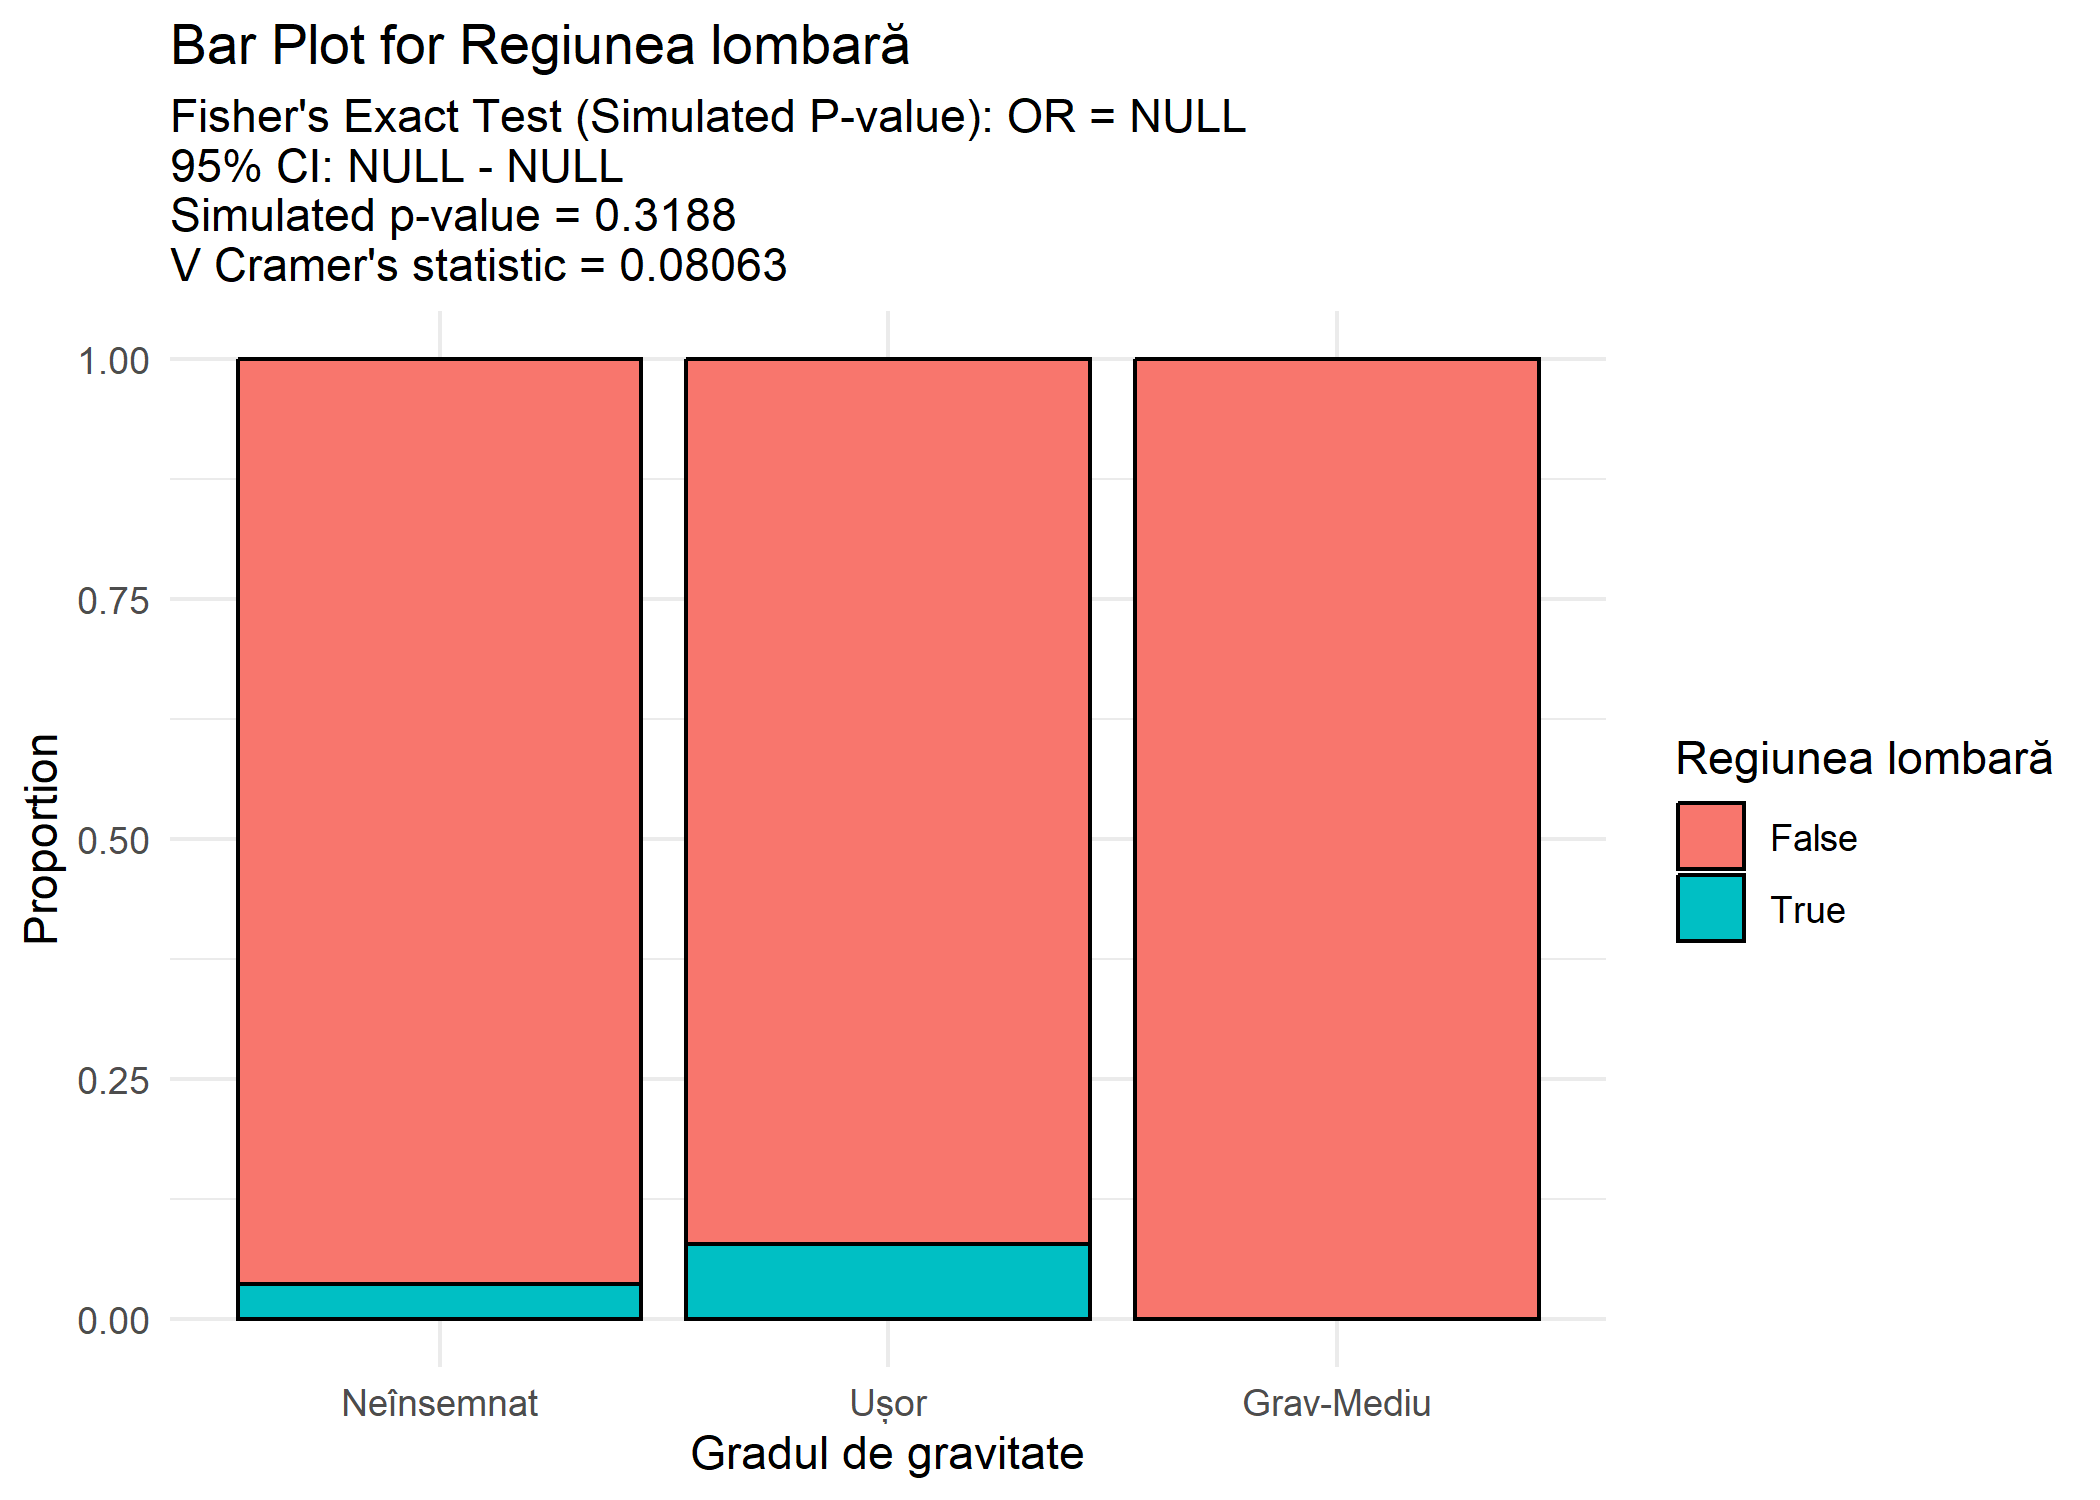 Bar Plot for Regiunea lombară
Fisher's Exact Test (Simulated P-value): OR = NULL
95% CI: NULL - NULL
Simulated p-value = 0.3188
V Cramer's statistic = 0.08063
1.00
0.75
0.50
0.25
0.00
Proportion
Neînsemnat
Ușor
Grav-Mediu
Gradul de gravitate
Regiunea lombară
False
True